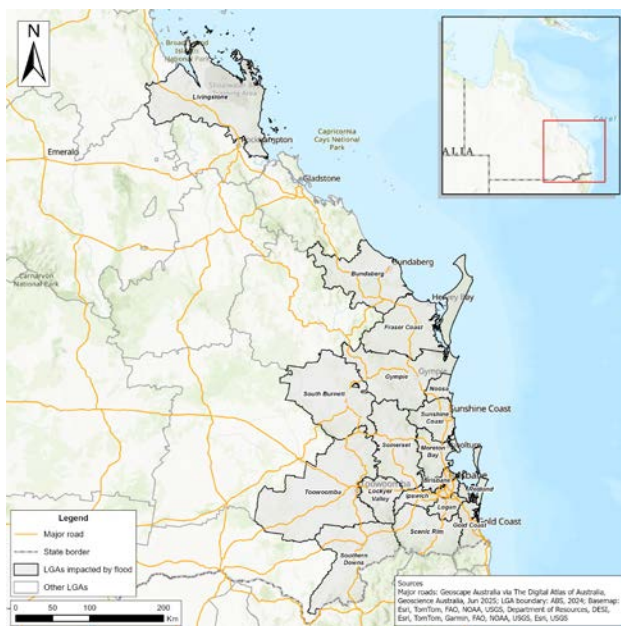 N
Livingstone
Rockhampton
Capricornia
Cays National
Park
Emerald
Gladstone
Carnarvon
National Park
Bundaberg
Bundaberg
Hervey Bay
Fraser Coast
Gympie
Gympie
Noosa
South Burnett
Sunshine Coast
Sunshine
Coast
Somerset
Moreton
Bay
Brisbane
Toowoomba
Lockyer
Valley
Ipswich
Redland
Logan
Gold Coast
Gold Coast
Scenic Rim
Southern
Downs
Coral
ALIA
Legend
Major road
State border
LGAs impacted by flood
Other LGAs
0 50 100 200
Km
Sources
Major roads: Geoscape Australia via The Digital Atlas of Australia,
Geoscience Australia, Jun 2025; LGA boundary: ABS, 2024; Basemap:
Esri, TomTom, FAO, NOAA, USGS, Department of Resources, DESI,
Esri, TomTom, Garmin, FAO, NOAA, USGS, Esri, USGS